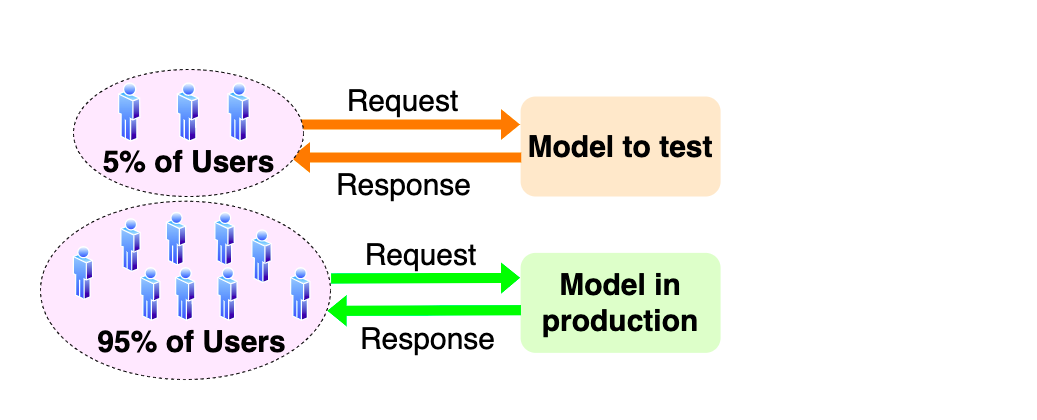 Request
5% of Users
Model to test
Response
Request
Model in
production
95% of Users
Response